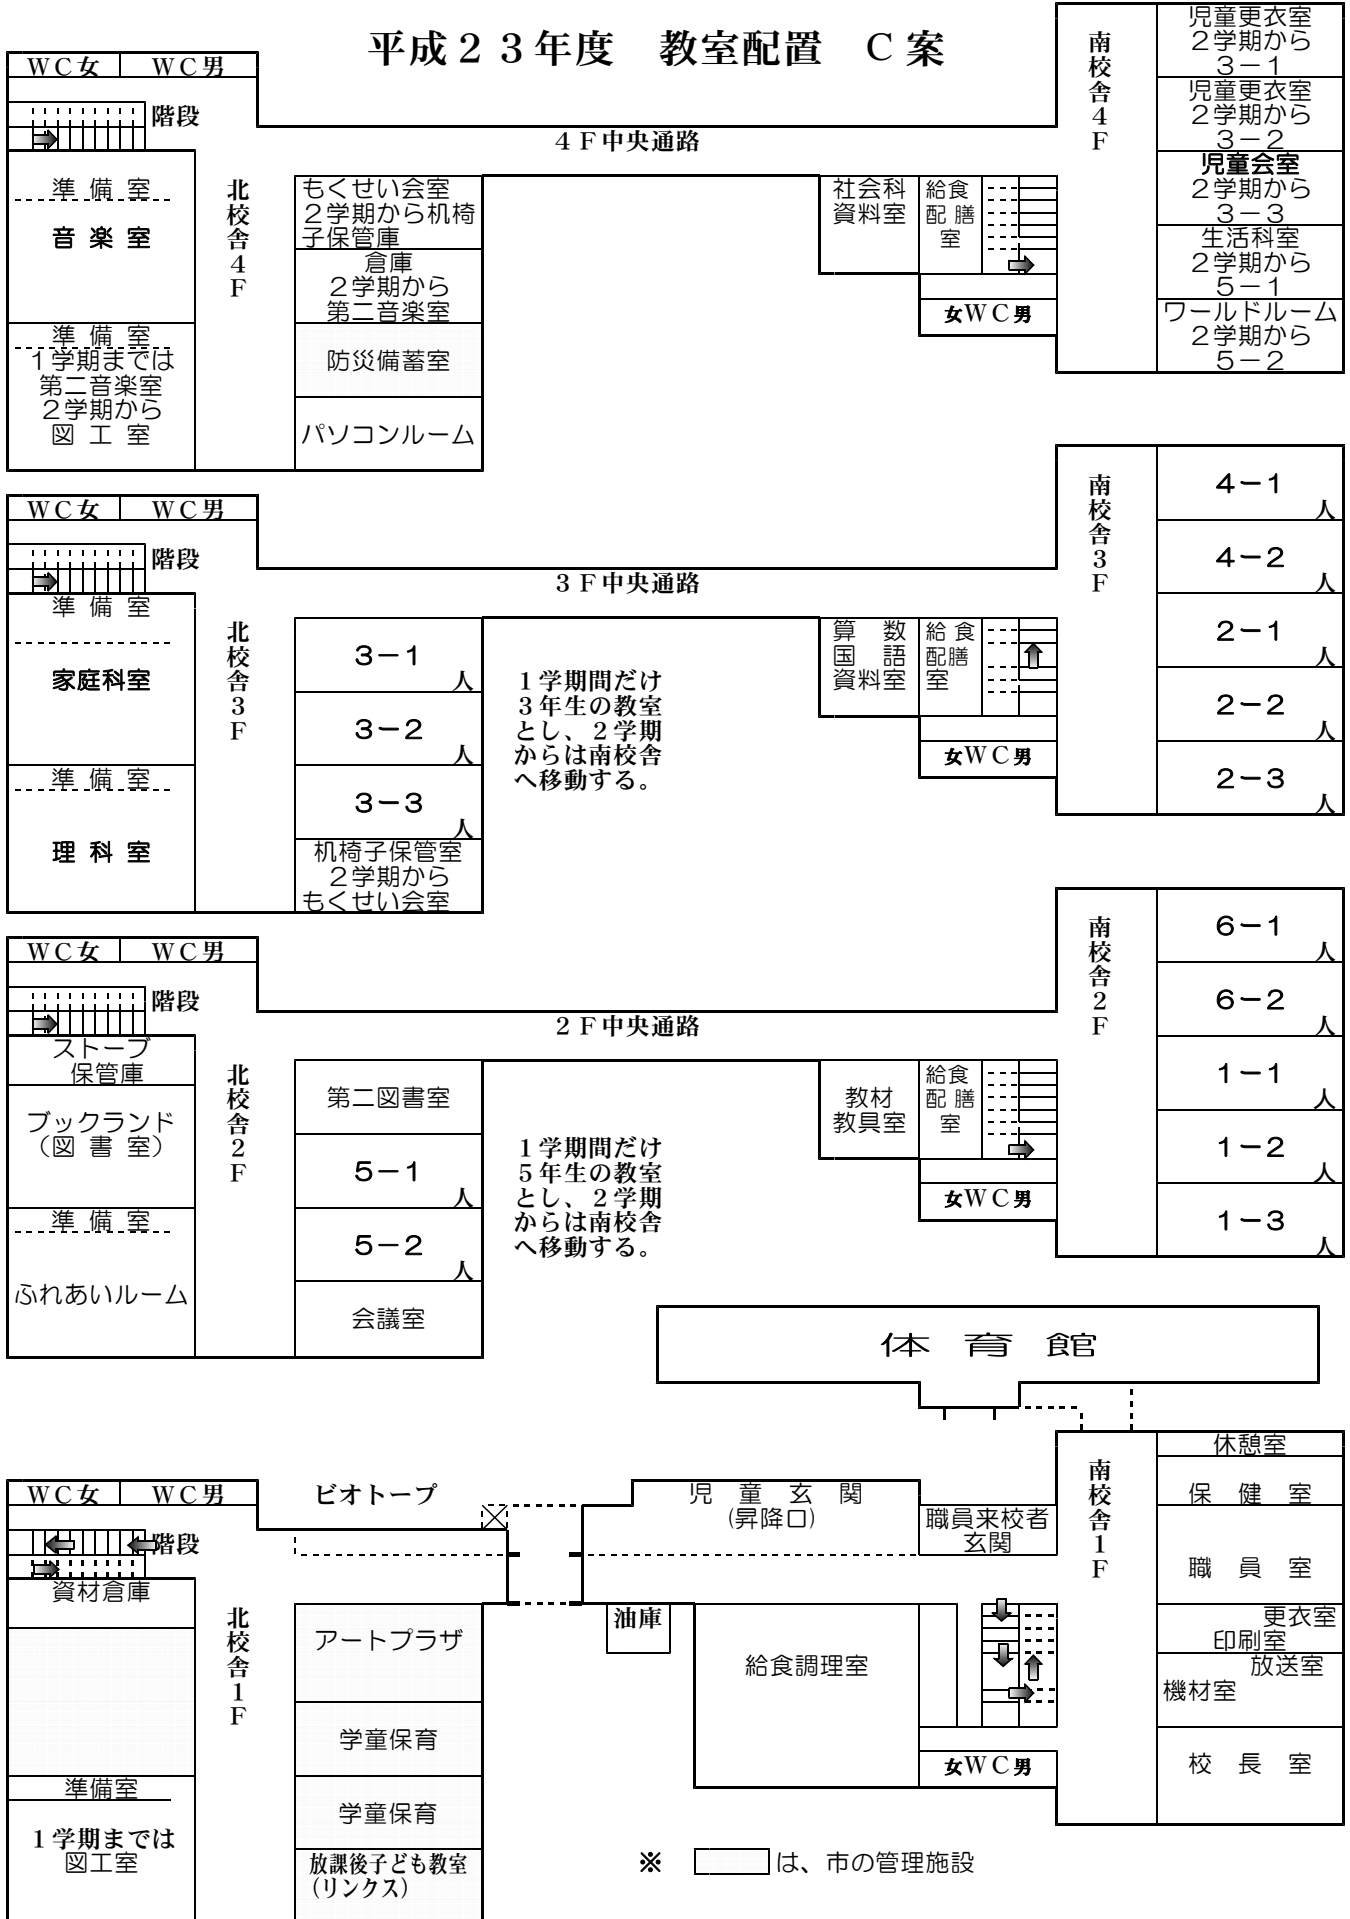 平成２３年度　教室配置　Ｃ案
ＷＣ女　ＷＣ男
階段
４Ｆ中央通路
準 備 室
音 楽 室
準 備 室
１学期までは
第二音楽室
２学期から
図 工 室
北校舎４Ｆ
もくせい会室
２学期から机椅
子保管庫
倉庫
２学期から
第二音楽室
防災備蓄室
パソコンルーム
社会科
資料室
給食
配 膳
室
女ＷＣ男
南校舎４Ｆ
児童更衣室
２学期から
３－１
児童更衣室
２学期から
３－２
児童会室
２学期から
３－３
生活科室
２学期から
５－１
ワールドルーム
２学期から
５－２
ＷＣ女　ＷＣ男
階段
３Ｆ中央通路
準 備 室
家庭科室
準 備 室
理 科 室
北校舎３Ｆ
３－１
人
３－２
人
３－３
人
机椅子保管室
２学期から
もくせい会室
１学期間だけ
３年生の教室
とし、２学期
からは南校舎
へ移動する。
算　数
国　語
資料室
給 食
配膳
室
女ＷＣ男
南校舎３Ｆ
４－１
人
４－２
人
２－１
人
２－２
人
２－３
人
ＷＣ女　ＷＣ男
階段
２Ｆ中央通路
ストーブ
保管庫
ブックランド
（図 書 室）
準 備 室
ふれあいルーム
北校舎２Ｆ
第二図書室
５－１
人
５－２
人
会議室
１学期間だけ
５年生の教室
とし、２学期
からは南校舎
へ移動する。
教材
教具室
給食
配 膳
室
女ＷＣ男
南校舎２Ｆ
６－１
人
６－２
人
１－１
人
１－２
人
１－３
人
体　育　館
ＷＣ女　ＷＣ男
階段
ビオトープ
児　童　玄　関
（昇降口）
職員来校者
玄関
資材倉庫
準備室
１学期までは
図工室
北校舎１Ｆ
アートプラザ
学童保育
学童保育
放課後子ども教室
（リンクス）
油庫
給食調理室
女ＷＣ男
南校舎１Ｆ
休憩室
保　健　室
職　員　室
更衣室
印刷室
放送室
機材室
校　長　室
※　は、市の管理施設